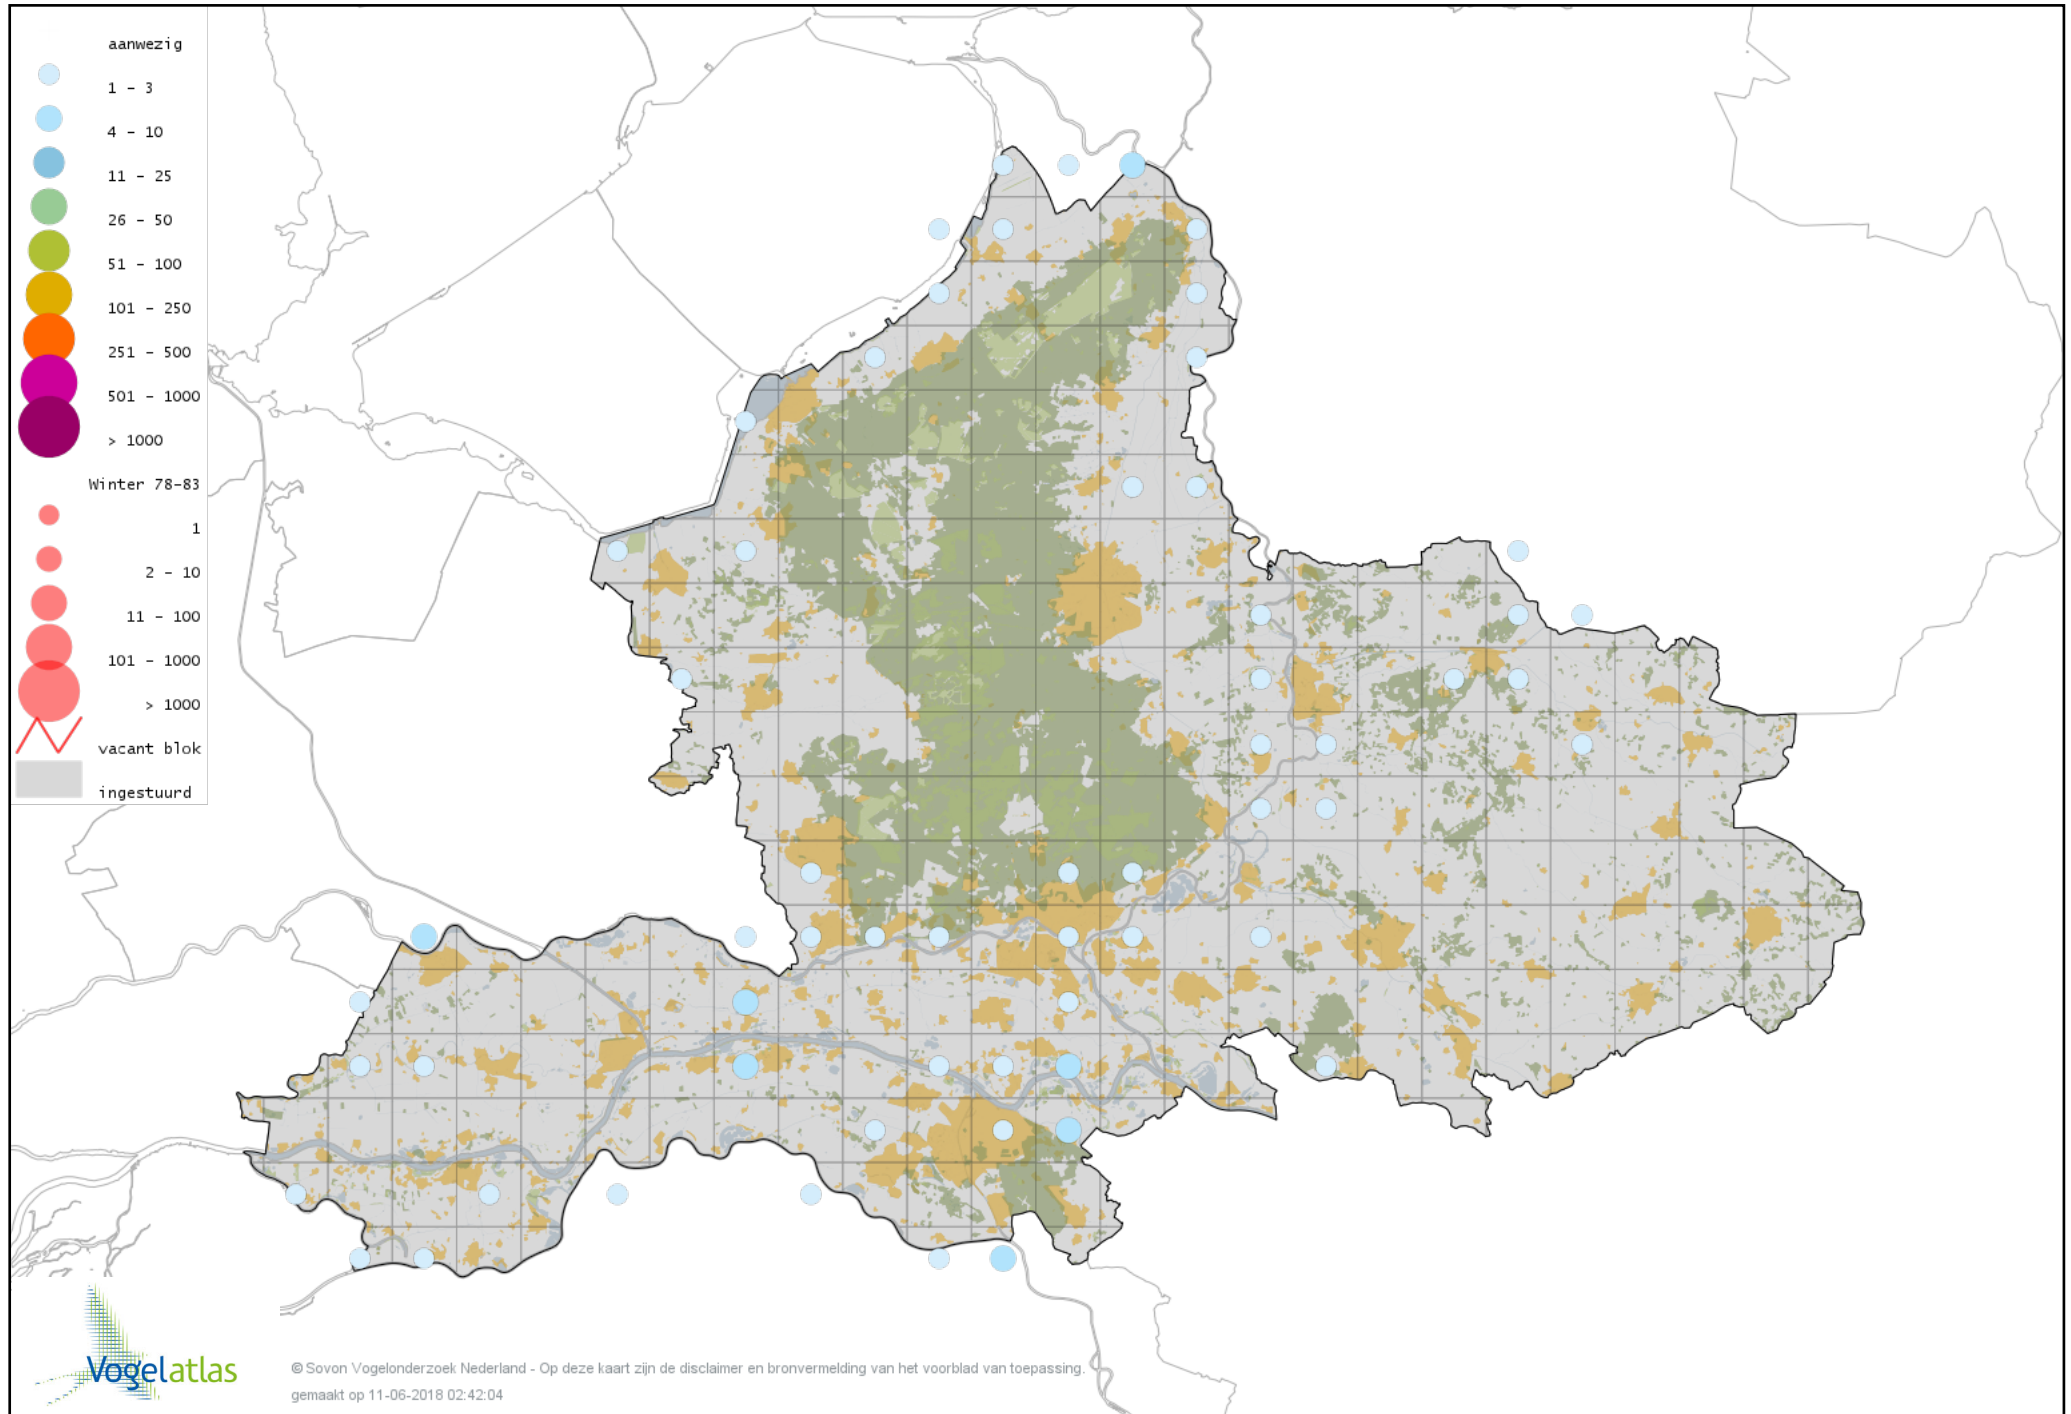 aanwezig
1 - 3
4 - 10
11 - 25
26 - 50
51 - 100
101 - 250
251 - 500
501 - 1000
> 1000
Winter 78-83
1
2 - 10
11 - 100
101 - 1000
> 1000
vacant blok
ingestuurd
Vogelatlas
© Sovon Vogelonderzoek Nederland - Op deze kaart zijn de disclaimer en bronvermelding van het voorblad van toepassing.
gemaakt op 11-06-2018 02:42:04